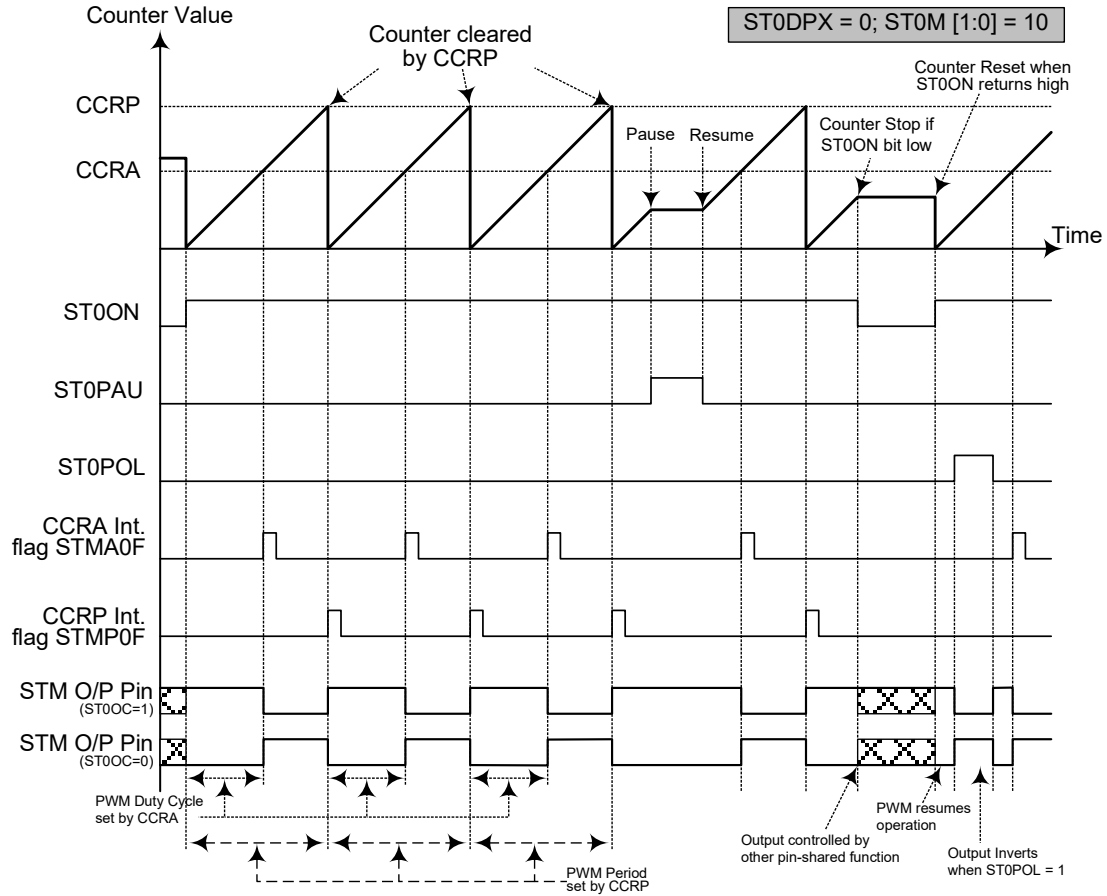 Counter Value
ST0DPX = 0; ST0M [1:0] = 10
Counter cleared
by CCRP
Counter Reset when
ST0ON returns high
CCRP
Pause
Resume
Counter Stop if
ST0ON bit low
CCRA
Time
ST0ON
ST0PAU
ST0POL
CCRA Int.
flag STMA0F
CCRP Int.
flag STMP0F
STM O/P Pin
(ST0OC=1)
STM O/P Pin
(ST0OC=0)
PWM Duty Cycle
set by CCRA
PWM resumes
operation
Output controlled by
other pin-shared function
Output Inverts
when ST0POL = 1
PWM Period
set by CCRP